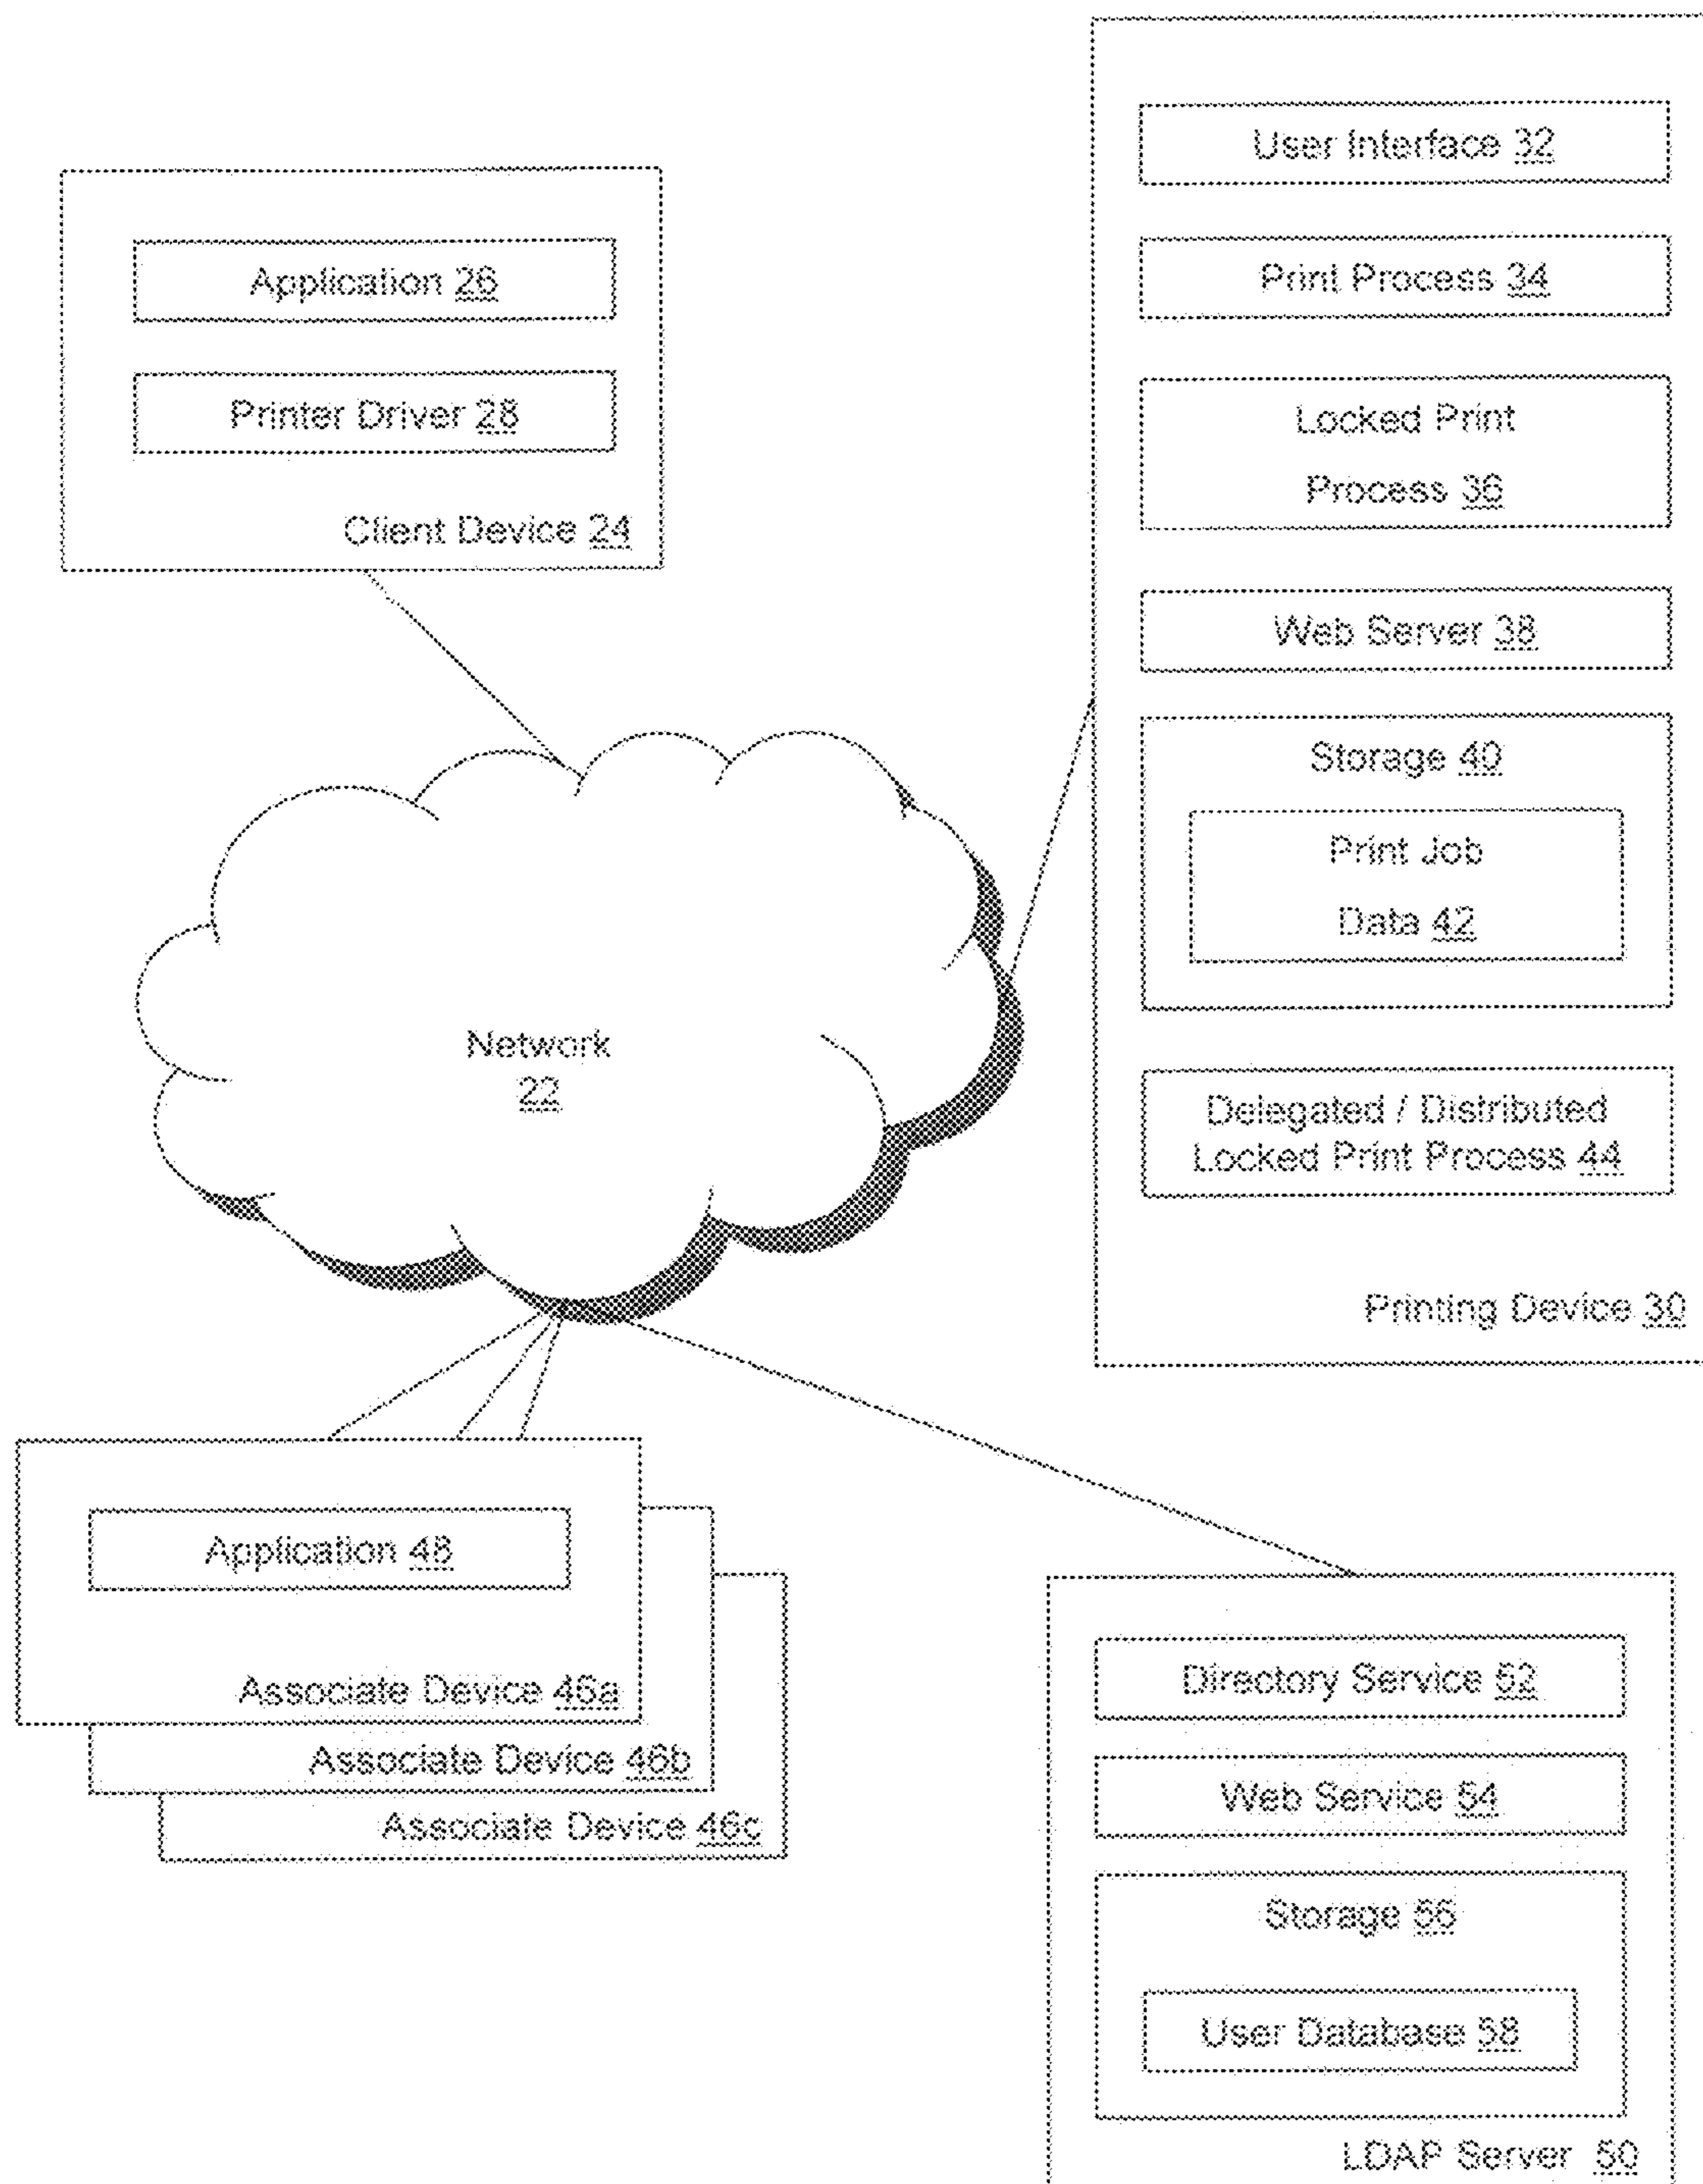 User Interface 32
Print Process 34
Locked Print
Process 36
Web Server 38
Storage 40
Print Job
Data 42
Delegated / Distributed
Locked Print Process 44
Printing Device 30
Application 26
Printer Driver 28
Client Device 24
Network
22
Application 48
Associate Device 46a
Associate Device 46b
Associate Device 46c
Directory Service 52
Web Service 54
Storage 56
User Database 58
LDAP Server 50